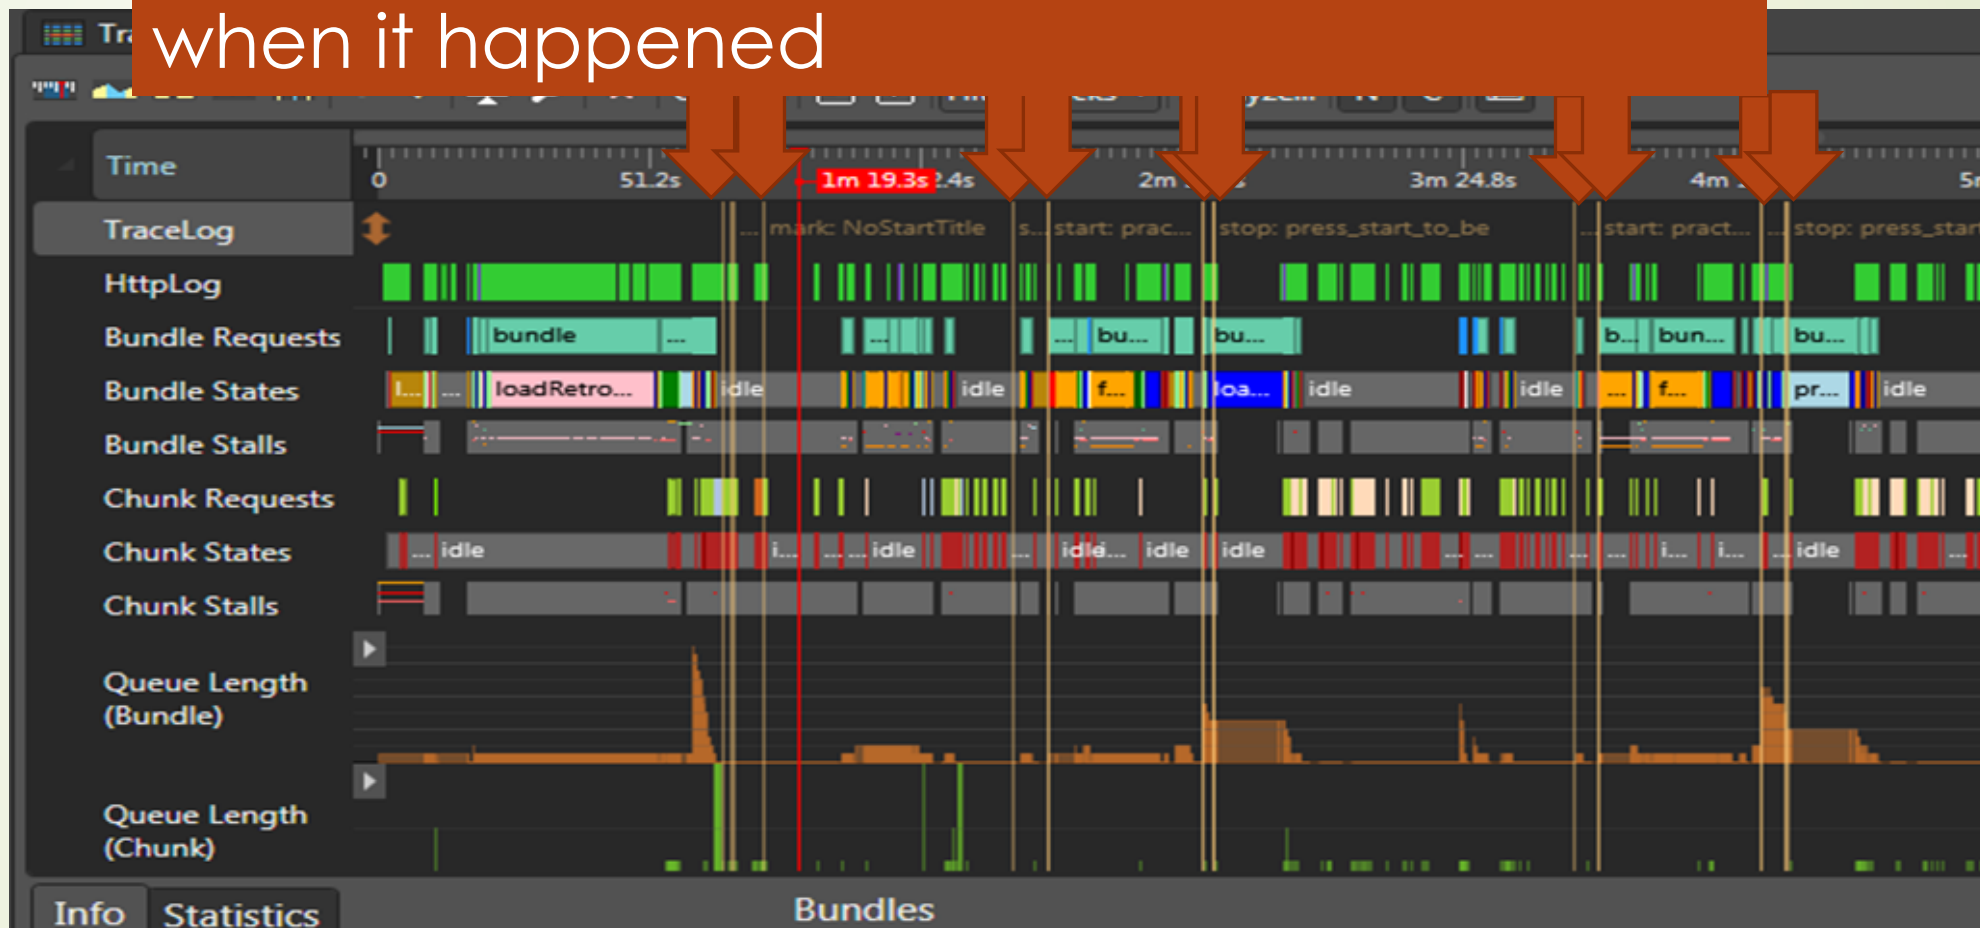 when it happened
Time
0
51.2s
1m 19.3s
2.4s
2m
3m 24.8s
4m
TraceLog
... mark: NoStartTitle
s... start: prac...
stop: press_start_to_be
... start: pract...
... stop: press_star
HttpLog
Bundle Requests
bundle
...
...
...
bu...
bu...
b...
bun...
bu...
Bundle States
l...
...
loadRetro...
idle
idle
f...
loa...
idle
idle
...
f...
pr...
idle
Bundle Stalls
Chunk Requests
Chunk States
... idle
i...
... ... idle
...
idle
i...
idle
idle
... ...
...
...
i...
i...
... idle
...
Chunk Stalls
Queue Length
(Bundle)
Queue Length
(Chunk)
Info
Statistics
Bundles